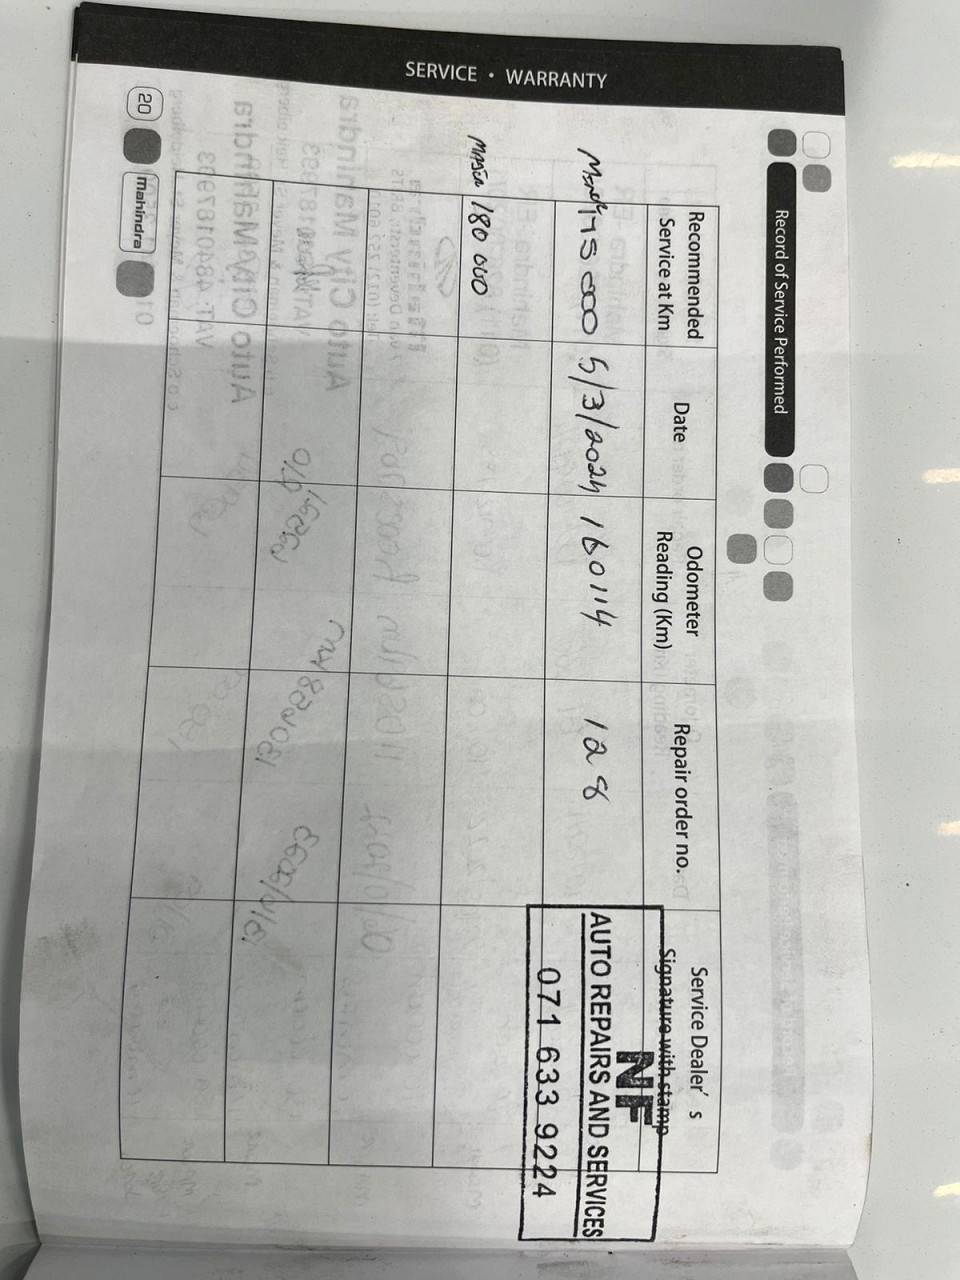 SERVICE • WARRANTY
Record of Service Performed
Recommended
Service at Km
Date
Odometer
Reading (Km)
Repair order no.
Service Dealer's
Signature with stamp
175 000 5/3/2024 160114 128
NF
AUTO REPAIRS AND SERVICES
071 633 9224
Major 180 000
20
Mahindra